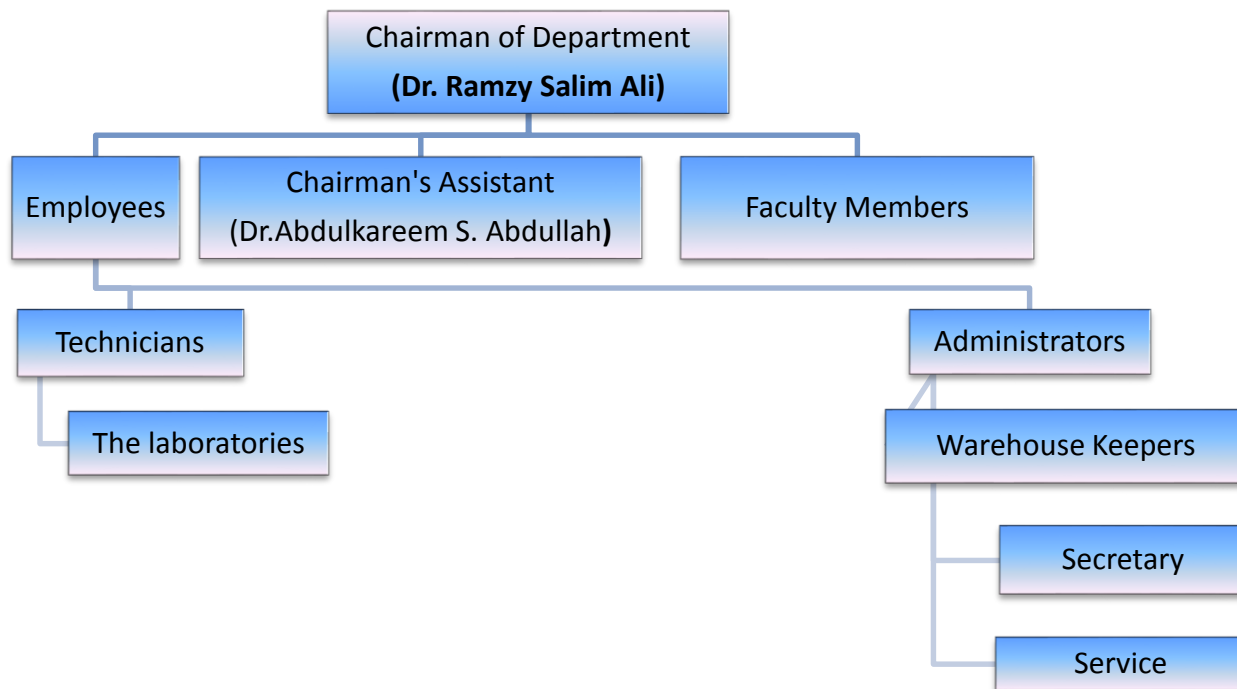 Chairman of Department
(Dr. Ramzy Salim Ali)
Employees
Chairman's Assistant
(Dr.Abdulkareem S. Abdullah)
Faculty Members
Technicians
Administrators
The laboratories
Warehouse Keepers
Secretary
Service